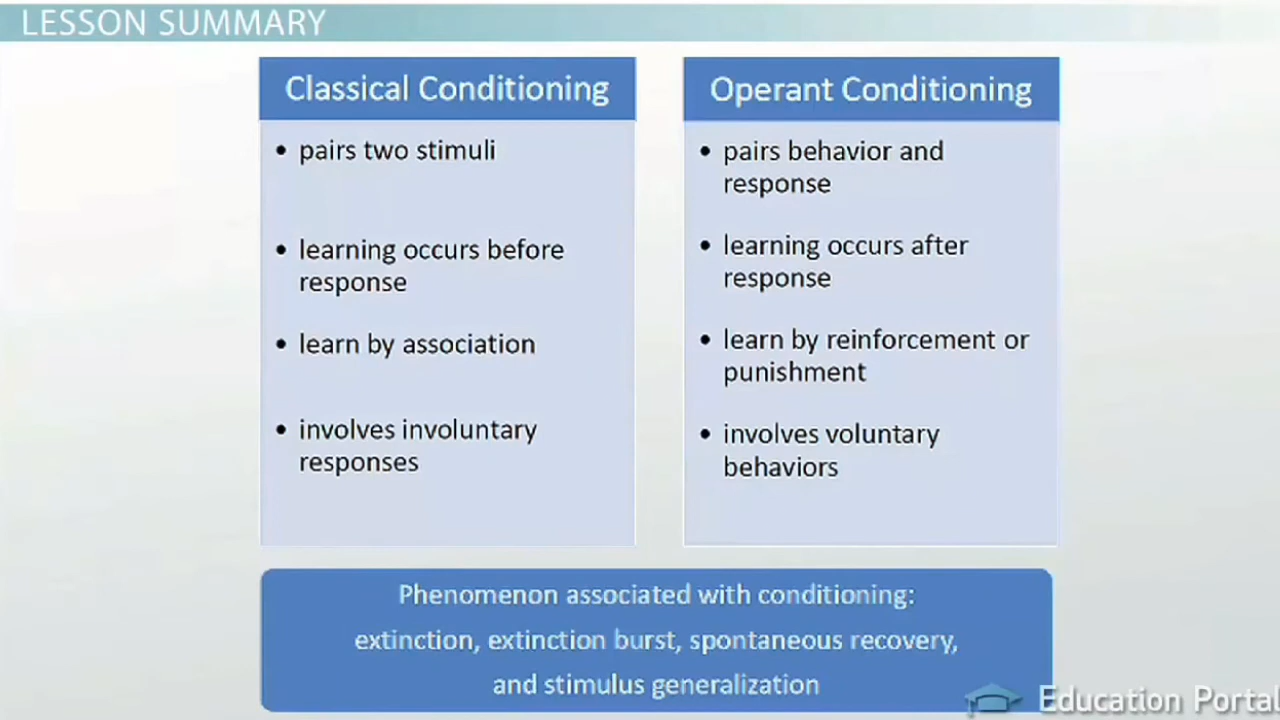 LESSON SUMMARY
Classical Conditioning
• pairs two stimuli
• learning occurs before
response
• learn by association
• involves involuntary
responses
Operant Conditioning
• pairs behavior and
response
• learning occurs after
response
• learn by reinforcement or
punishment
• involves voluntary
behaviors
Phenomenon associated with conditioning:
extinction, extinction burst, spontaneous recovery,
and stimulus generalization
Education Portal